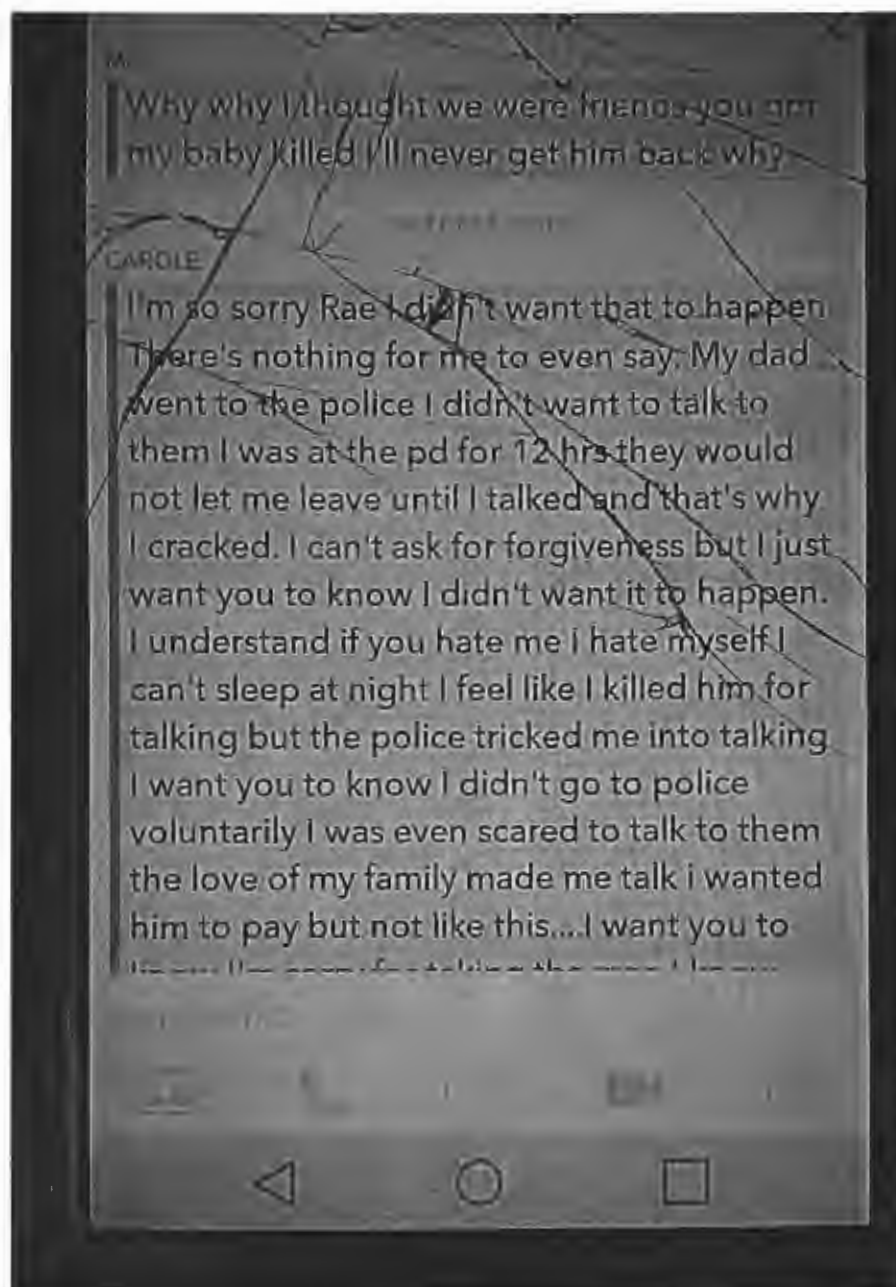 Why why I thought we were friends you got
my baby killed I'll never get him back why
CAROLE
I'm so sorry Rae I didn't want that to happen
There's nothing for me to even say. My dad
went to the police I didn't want to talk to
them I was at the pd for 12 hrs they would
not let me leave until I talked and that's why
I cracked. I can't ask for forgiveness but I just
want you to know I didn't want it to happen.
I understand if you hate me i hate myself I
can't sleep at night I feel like I killed him for
talking but the police tricked me into talking
I want you to know I didn't go to police
voluntarily I was even scared to talk to them
the love of my family made me talk i wanted
him to pay but not like this....I want you to